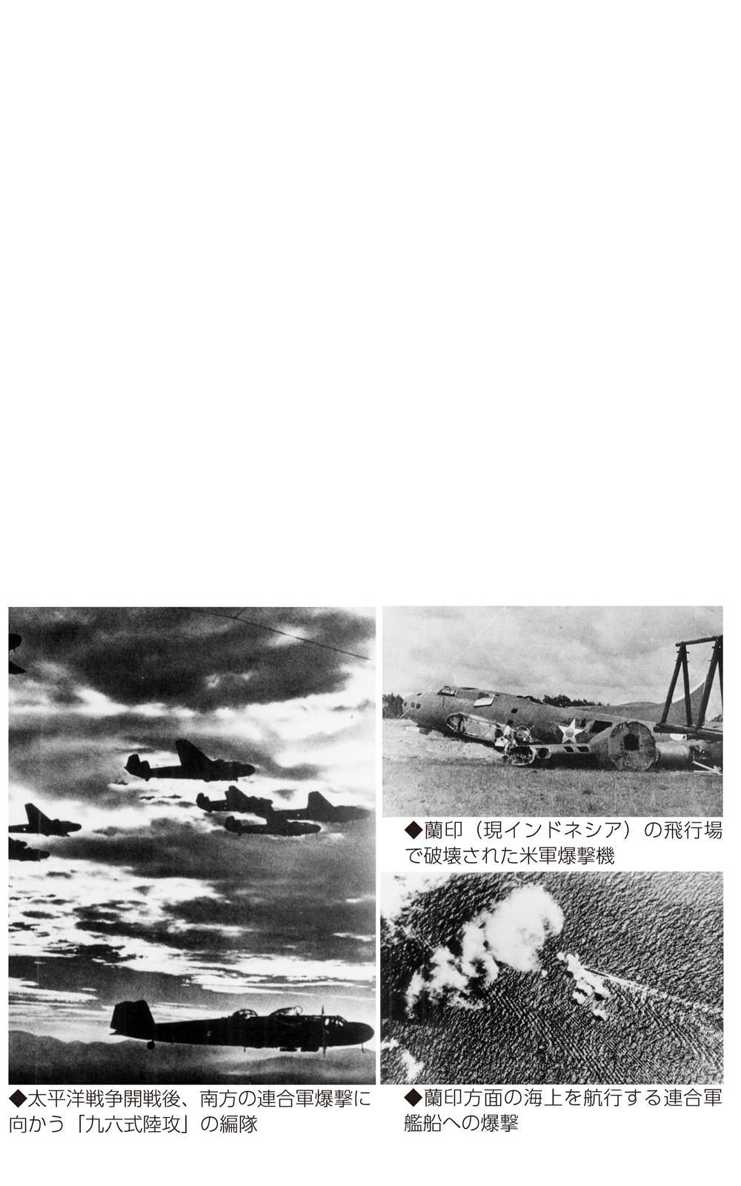 ◆蘭印（現インドネシア）の飛行場
で破壊された米軍爆撃機
◆太平洋戦争開戦後、南方の連合軍爆撃に
向かう「九六式陸攻」の編隊
◆蘭印方面の海上を航行する連合軍
艦船への爆撃